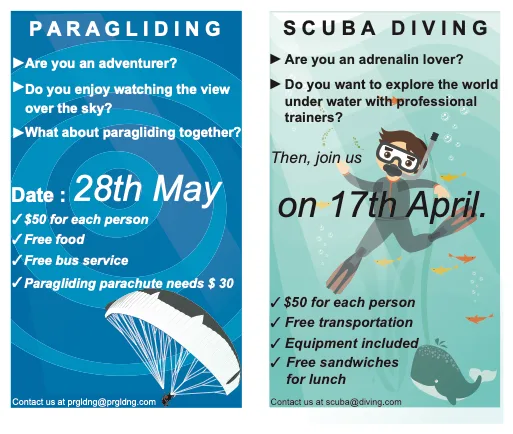 PARAGLIDING
►Are you an adventurer?
►Do you enjoy watching the view
over the sky?
►What about paragliding together?
Date : 28th May
✓$50 for each person
✓Free food
✓Free bus service
✓Paragliding parachute needs $ 30
Contact us at prgldng@prgldng.com
SCUBA DIVING
► Are you an adrenalin lover?
► Do you want to explore the world
under water with professional
trainers?
Then, join us
on 17th April.
✓ $50 for each person
✓ Free transportation
✓ Equipment included
✓ Free sandwiches
for lunch
Contact us at scuba@diving.com